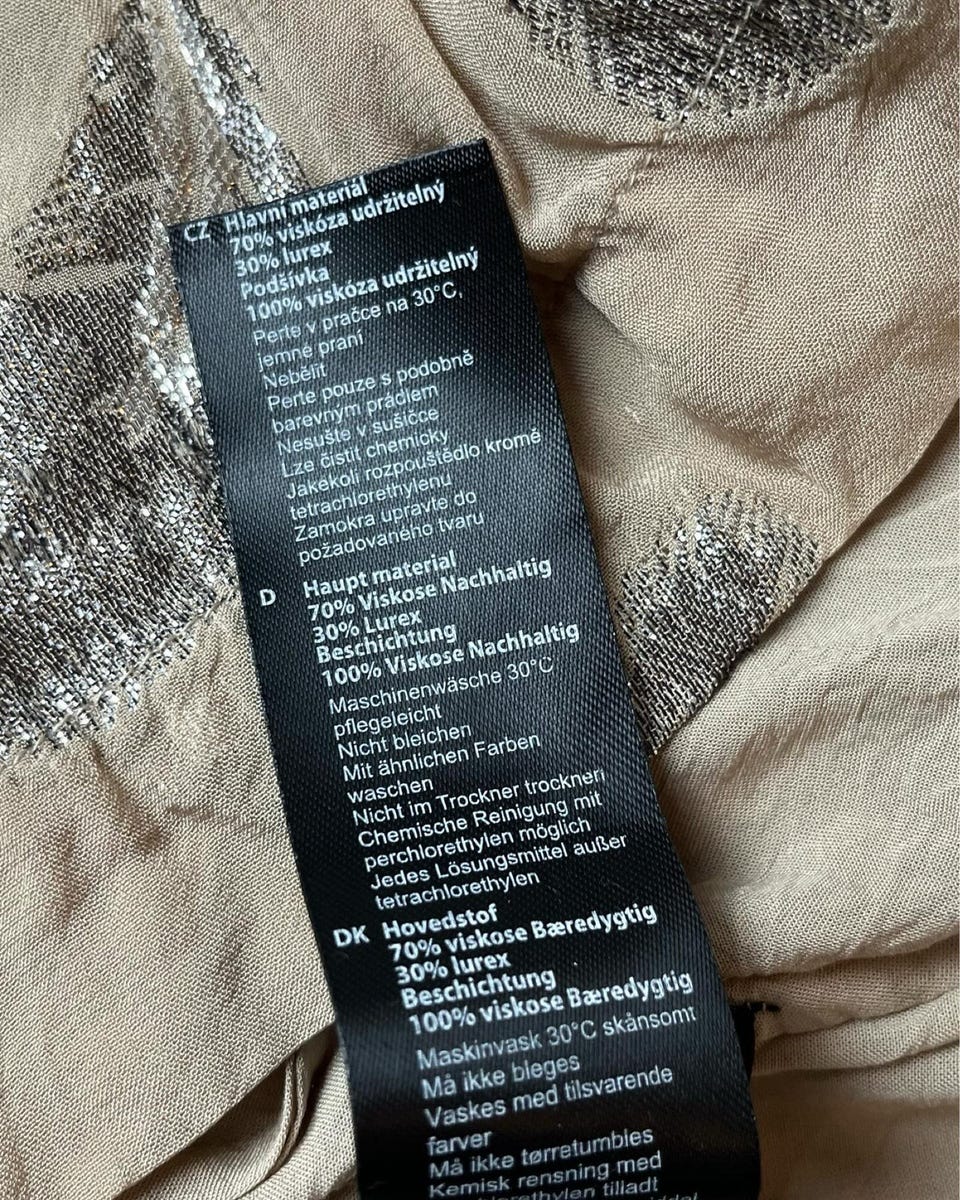 CZ Hlavní materiál
70% viskóza udržitelný
30% lurex
Podšívka
100% viskóza udržitelný
Perte v pračce na 30°C,
jemné praní
Nebělit
Perte pouze s podobně
barevným prádlem
Nesušte v sušičce
Lze čistit chemicky
Jakékoli rozpouštědlo kromě
tetrachlorethylenu
Zamokra upravte do
požadovaného tvaru
D Haupt material
70% Viskose Nachhaltig
30% Lurex
Beschichtung
100% Viskose Nachhaltig
Maschinenwäsche 30°C
pflegeleicht
Nicht bleichen
Mit ähnlichen Farben
waschen
Nicht im Trockner trocknen
Chemische Reinigung mit
perchlorethylen möglich
Jedes Lösungsmittel außer
tetrachlorethylen
DK Hovedstof
70% viskose Bæredygtig
30% lurex
Beschichtung
100% viskose Bæredygtig
Maskinvask 30°C skånsomt
Må ikke bleges
Vaskes med tilsvarende
farver
Må ikke tørretumbles
Kemisk rensning med
tilladt